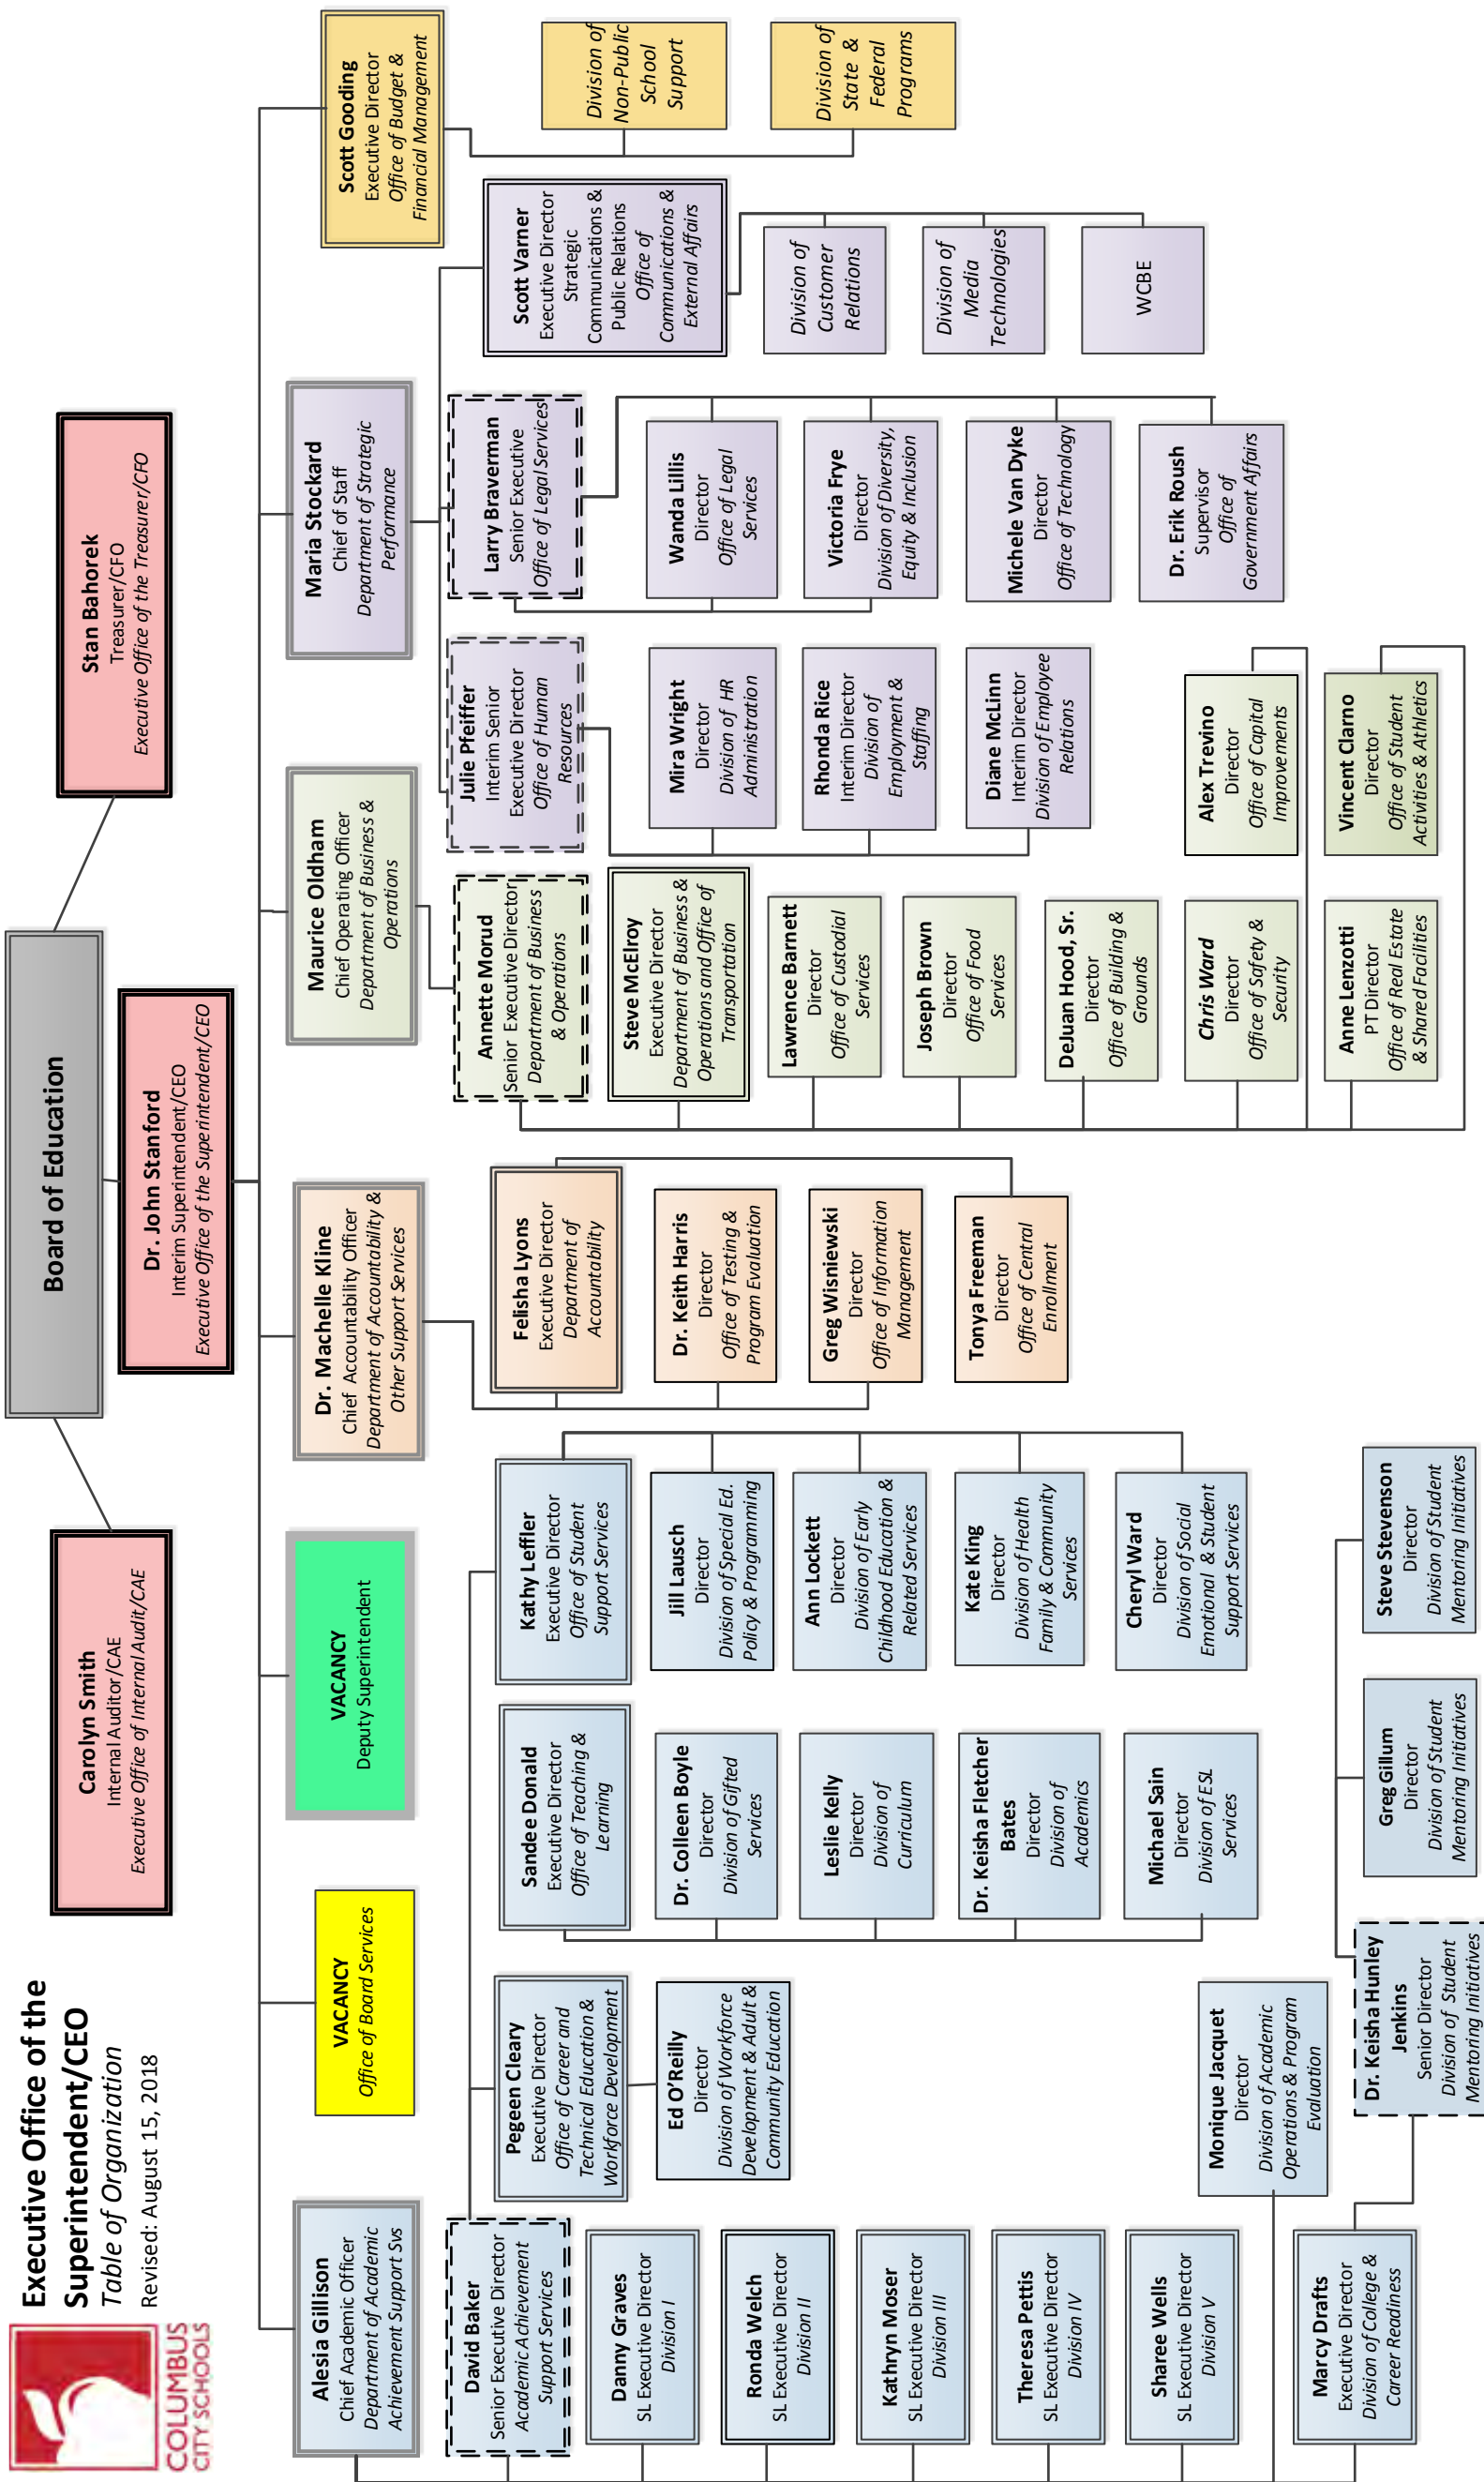 COLUMBUS
CITY SCHOOLS
Executive Office of the
Superintendent/CEO
Table of Organization
Revised: August 15, 2018
Board of Education
Carolyn Smith
Internal Auditor/CAE
Executive Office of Internal Audit/CAE
Dr. John Stanford
Interim Superintendent/CEO
Executive Office of the Superintendent/CEO
Stan Bahorek
Treasurer/CFO
Executive Office of the Treasurer/CFO
Alesia Gillison
Chief Academic Officer
Department of Academic
Achievement Support Svs
VACANCY
Office of Board Services
VACANCY
Deputy Superintendent
Dr. Machelle Kline
Chief Accountability Officer
Department of Accountability &
Other Support Services
Maurice Oldham
Chief Operating Officer
Department of Business &
Operations
Maria Stockard
Chief of Staff
Department of Strategic
Performance
Scott Gooding
Executive Director
Office of Budget &
Financial Management
David Baker
Senior Executive Director
Academic Achievement
Support Services
Danny Graves
SL Executive Director
Division I
Ronda Welch
SL Executive Director
Division II
Kathryn Moser
SL Executive Director
Division III
Theresa Pettis
SL Executive Director
Division IV
Sharee Wells
SL Executive Director
Division V
Marcy Drafts
Executive Director
Division of College &
Career Readiness
Pegeen Cleary
Executive Director
Office of Career and
Technical Education &
Workforce Development
Ed O’Reilly
Director
Division of Workforce
Development & Adult &
Community Education
Monique Jacquet
Director
Division of Academic
Operations & Program
Evaluation
Dr. Keisha Hunley
Jenkins
Senior Director
Division of Student
Mentoring Initiatives
Sandee Donald
Executive Director
Office of Teaching &
Learning
Dr. Colleen Boyle
Director
Division of Gifted
Services
Leslie Kelly
Director
Division of
Curriculum
Dr. Keisha Fletcher
Bates
Director
Division of
Academics
Michael Sain
Director
Division of ESL
Services
Greg Gillum
Director
Division of Student
Mentoring Initiatives
Kathy Leffler
Executive Director
Office of Student
Support Services
Jill Lausch
Director
Division of Special Ed.
Policy & Programming
Ann Lockett
Director
Division of Early
Childhood Education &
Related Services
Kate King
Director
Division of Health
Family & Community
Services
Cheryl Ward
Director
Division of Social
Emotional & Student
Support Services
Steve Stevenson
Director
Division of Student
Mentoring Initiatives
Felisha Lyons
Executive Director
Department of
Accountability
Dr. Keith Harris
Director
Office of Testing &
Program Evaluation
Greg Wisniewski
Director
Office of Information
Management
Tonya Freeman
Director
Office of Central
Enrollment
Annette Morud
Senior Executive Director
Department of Business
& Operations
Steve McElroy
Executive Director
Department of Business &
Operations and Office of
Transportation
Lawrence Barnett
Director
Office of Custodial
Services
Joseph Brown
Director
Office of Food
Services
DeJuan Hood, Sr.
Director
Office of Building &
Grounds
Chris Ward
Director
Office of Safety &
Security
Anne Lenzotti
PT Director
Office of Real Estate
& Shared Facilities
Alex Trevino
Director
Office of Capital
Improvements
Vincent Clarno
Director
Office of Student
Activities & Athletics
Julie Pfeiffer
Interim Senior
Executive Director
Office of Human
Resources
Mira Wright
Director
Division of HR
Administration
Rhonda Rice
Interim Director
Division of
Employment &
Staffing
Diane McLinn
Interim Director
Division of Employee
Relations
Larry Braverman
Senior Executive
Office of Legal Services
Wanda Lillis
Director
Office of Legal
Services
Victoria Frye
Director
Division of Diversity,
Equity & Inclusion
Michele Van Dyke
Director
Office of Technology
Dr. Erik Roush
Supervisor
Office of
Government Affairs
Scott Varner
Executive Director
Strategic
Communications &
Public Relations
Office of
Communications &
External Affairs
Division of
Customer
Relations
Division of
Media
Technologies
WCBE
Division of
Non-Public
School
Support
Division of
State &
Federal
Programs